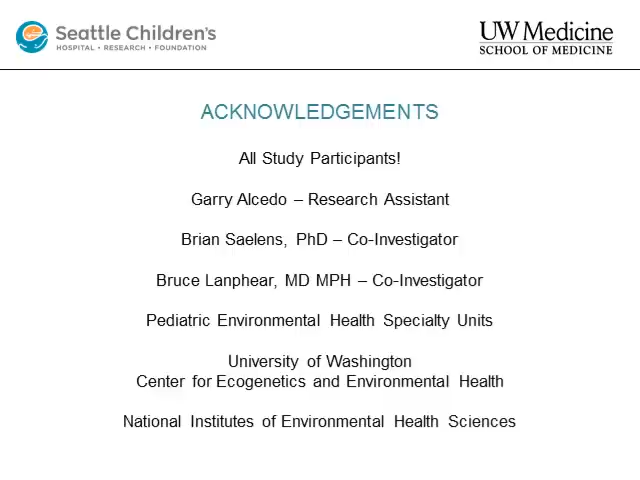 Seattle Children's
HOSPITAL • RESEARCH • FOUNDATION
UW Medicine
SCHOOL OF MEDICINE
ACKNOWLEDGEMENTS
All Study Participants!
Garry Alcedo – Research Assistant
Brian Saelens, PhD – Co-Investigator
Bruce Lanphear, MD MPH – Co-Investigator
Pediatric Environmental Health Specialty Units
University of Washington
Center for Ecogenetics and Environmental Health
National Institutes of Environmental Health Sciences